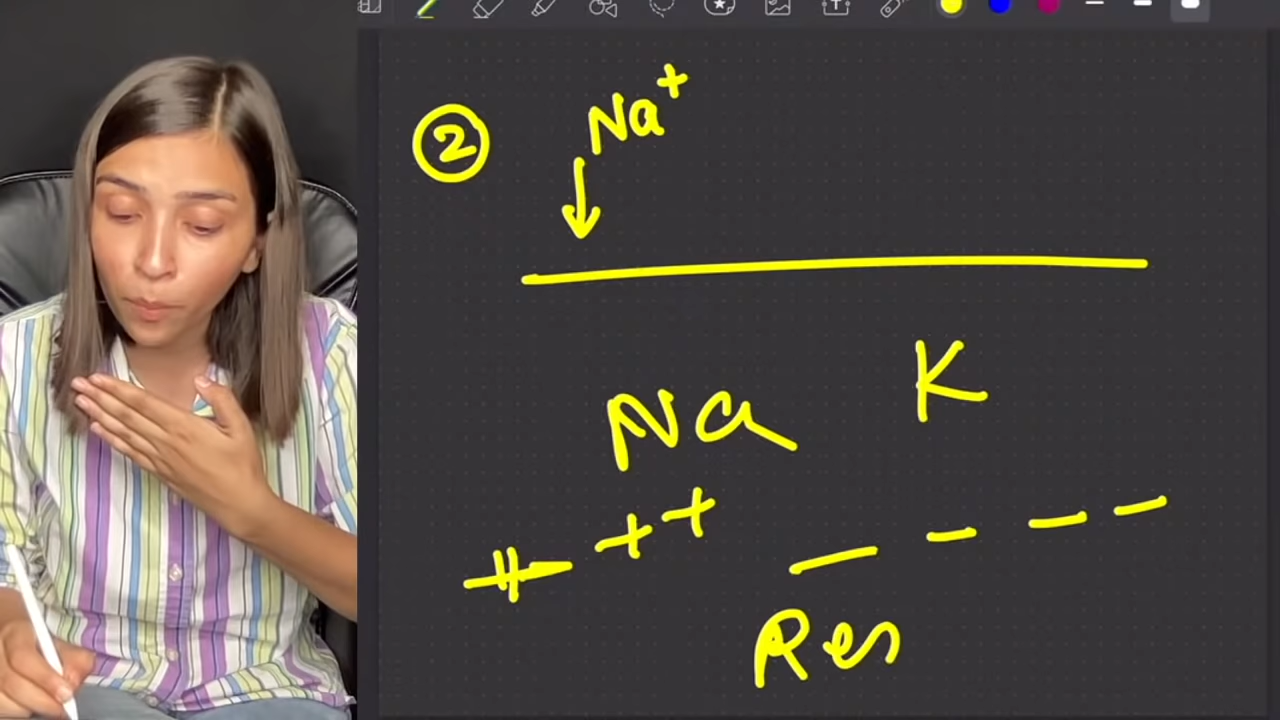 ② Na⁺
Na K
+ + + - - - -
Res